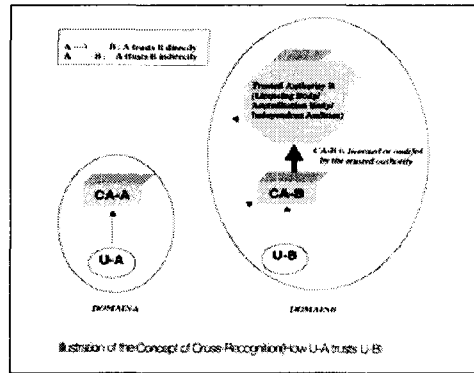 A ---> B : A trusts B directly
A B : A trusts B indirectly
Trusted Authority B
(Licensing Body/
Accreditation Body/
Independent Auditors)
CA-B is licensed or audited
by the trusted authority
CA-A
CA-B
U-A
U-B
DOMAIN A
DOMAIN B
Illustration of the Concept of Cross-Recognition(How U-A trusts U-B)